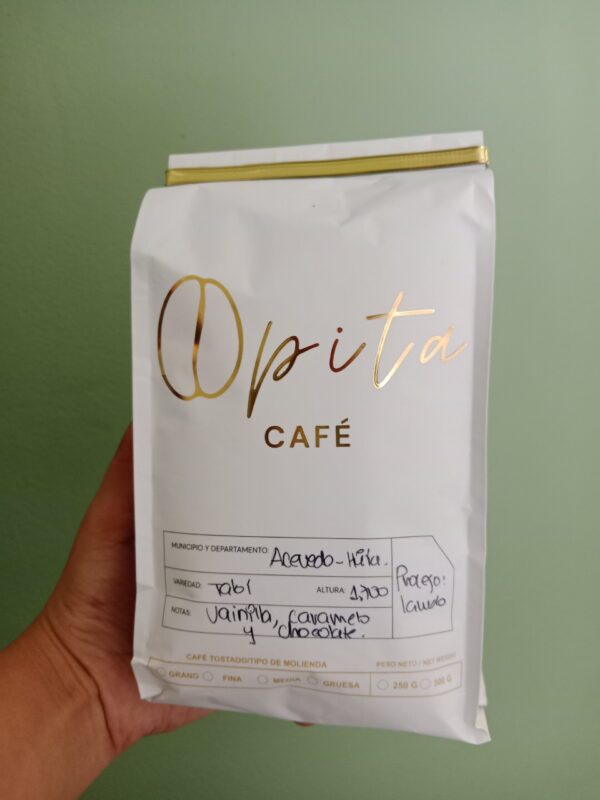 Opita
CAFÉ
MUNICIPIO Y DEPARTAMENTO: Acevedo - Huila.
VARIEDAD: Tabí ALTURA: 1,700
NOTAS: Vainilla, caramelo
y chocolate.
Proceso:
lavado
CAFÉ TOSTADO/TIPO DE MOLIENDA PESO NETO / NET WEIGHT
GRANO FINA MEDIA GRUESA 250 G 500 G